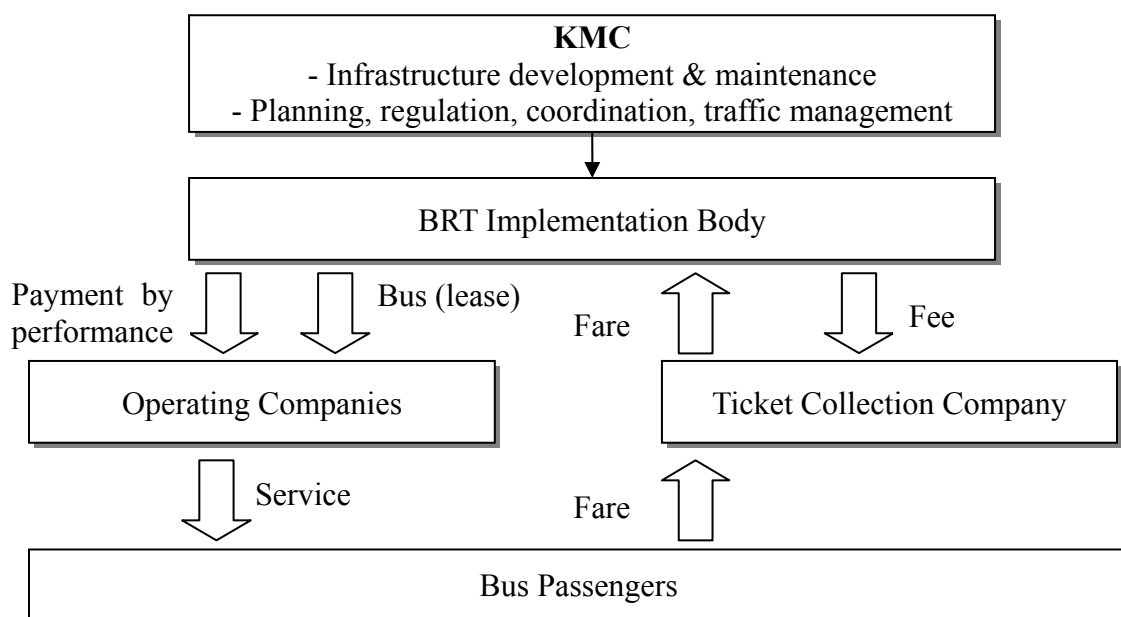 KMC
- Infrastructure development & maintenance
- Planning, regulation, coordination, traffic management
BRT Implementation Body
Payment by
performance
Bus (lease)
Fare
Fee
Operating Companies
Ticket Collection Company
Service
Fare
Bus Passengers